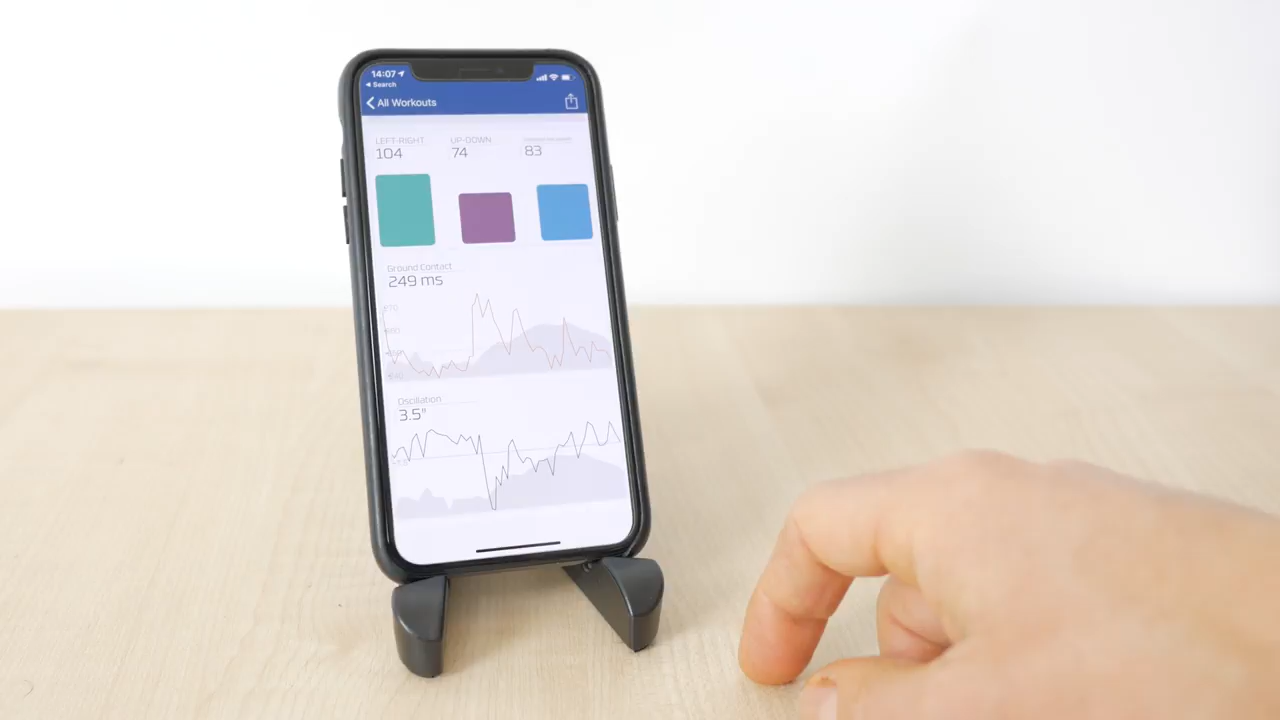 14:07
Search
All Workouts
LEFT-RIGHT UP-DOWN
104 74 83
Ground Contact
249 ms
Oscillation
3.5"